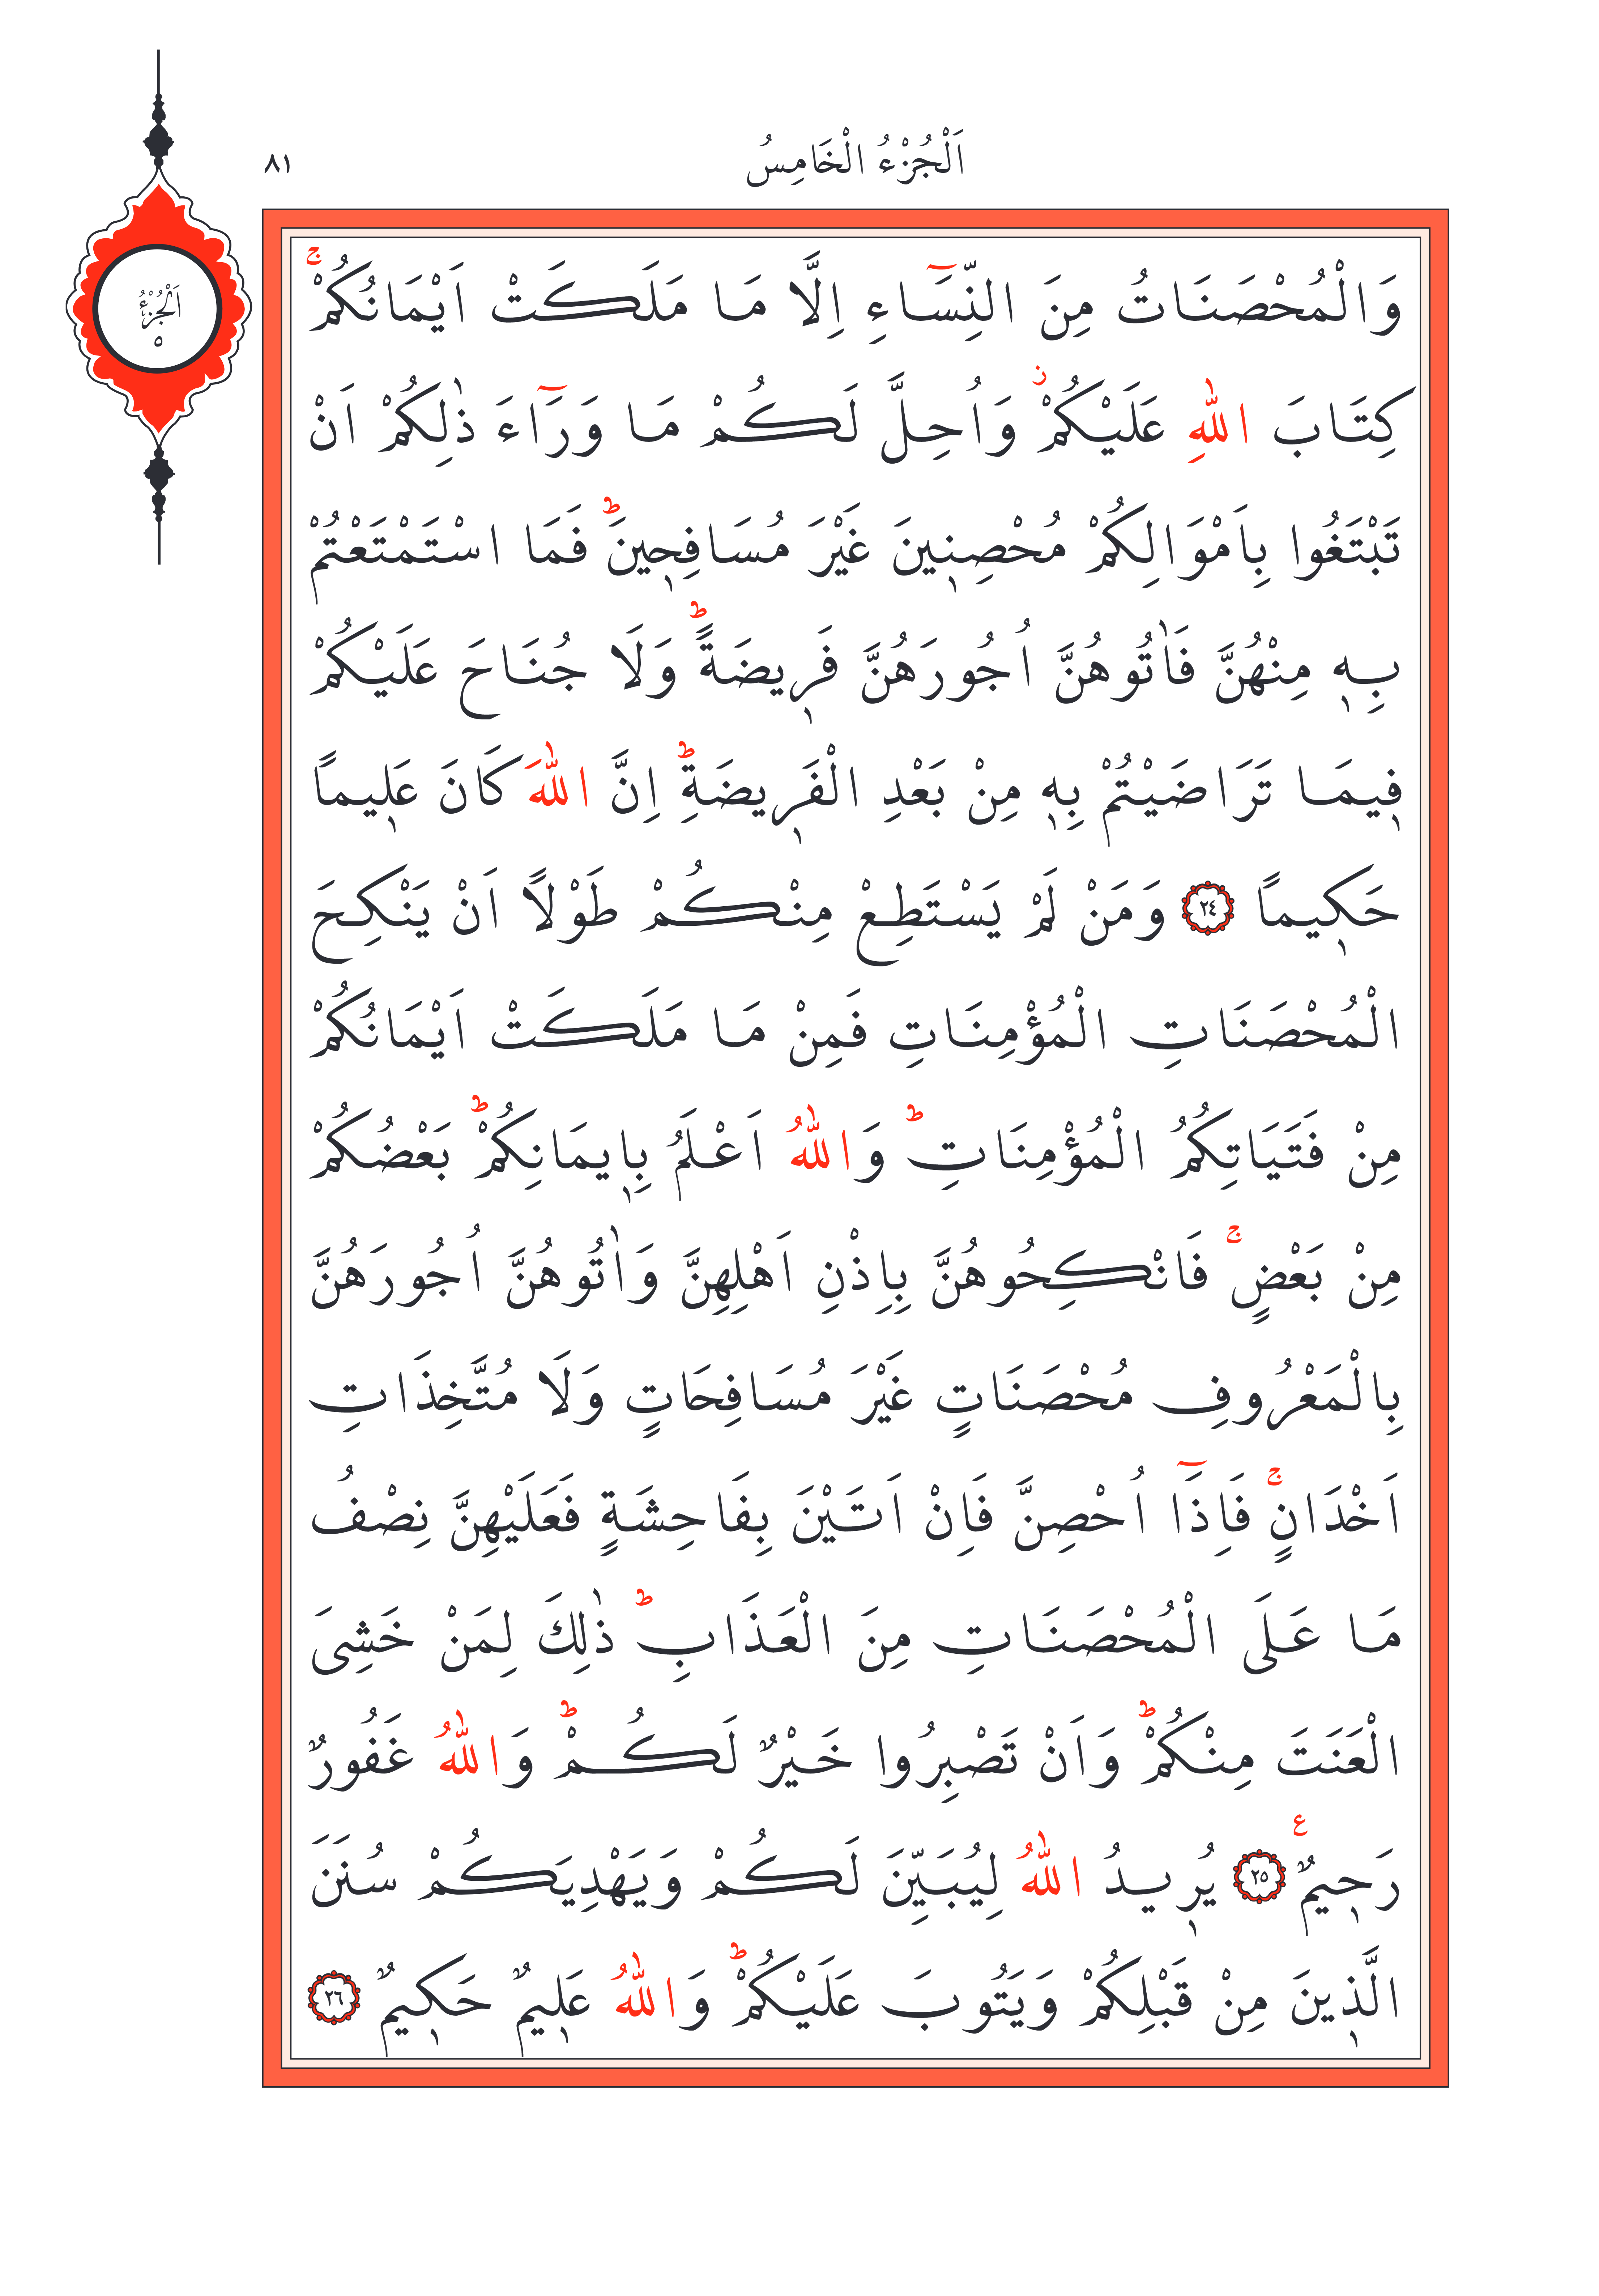 اَلْجُزْءُ الْخَامِسُ
٨١
اَلْجُزْءُ
٥
وَالْمُحْصَنَاتُ مِنَ النِّسَٓاءِ اِلَّا مَا مَلَكَتْ اَيْمَانُكُمْۚ
كِتَابَ اللّٰهِ عَلَيْكُمْۚ وَاُحِلَّ لَكُمْ مَا وَرَٓاءَ ذٰلِكُمْ اَنْ
تَبْتَغُوا بِاَمْوَالِكُمْ مُحْصِنٖينَ غَيْرَ مُسَافِحٖينَؕ فَمَا اسْتَمْتَعْتُمْ
بِهٖ مِنْهُنَّ فَاٰتُوهُنَّ اُجُورَهُنَّ فَرٖيضَةًؕ وَلَا جُنَاحَ عَلَيْكُمْ
فٖيمَا تَرَاضَيْتُمْ بِهٖ مِنْ بَعْدِ الْفَرٖيضَةِؕ اِنَّ اللّٰهَ كَانَ عَلٖيماً
حَكٖيماً ﴿٢٤﴾ وَمَنْ لَمْ يَسْتَطِعْ مِنْكُمْ طَوْلاً اَنْ يَنْكِحَ
الْمُحْصَنَاتِ الْمُؤْمِنَاتِ فَمِنْ مَا مَلَكَتْ اَيْمَانُكُمْ
مِنْ فَتَيَاتِكُمُ الْمُؤْمِنَاتِؕ وَاللّٰهُ اَعْلَمُ بِاٖيمَانِكُمْؕ بَعْضُكُمْ
مِنْ بَعْضٍۚ فَانْكِحُوهُنَّ بِاِذْنِ اَهْلِهِنَّ وَاٰتُوهُنَّ اُجُورَهُنَّ
بِالْمَعْرُوفِ مُحْصَنَاتٍ غَيْرَ مُسَافِحَاتٍ وَلَا مُتَّخِذَاتِ
اَخْدَانٍۚ فَاِذَٓا اُحْصِنَّ فَاِنْ اَتَيْنَ بِفَاحِشَةٍ فَعَلَيْهِنَّ نِصْفُ
مَا عَلَى الْمُحْصَنَاتِ مِنَ الْعَذَابِؕ ذٰلِكَ لِمَنْ خَشِىَ
الْعَنَتَ مِنْكُمْؕ وَاَنْ تَصْبِرُوا خَيْرٌ لَكُمْؕ وَاللّٰهُ غَفُورٌ
رَحٖيمٌ ع ﴿٢٥﴾ يُرٖيدُ اللّٰهُ لِيُبَيِّنَ لَكُمْ وَيَهْدِيَكُمْ سُنَنَ
الَّذٖينَ مِنْ قَبْلِكُمْ وَيَتُوبَ عَلَيْكُمْؕ وَاللّٰهُ عَلٖيمٌ حَكٖيمٌ ﴿٢٦﴾